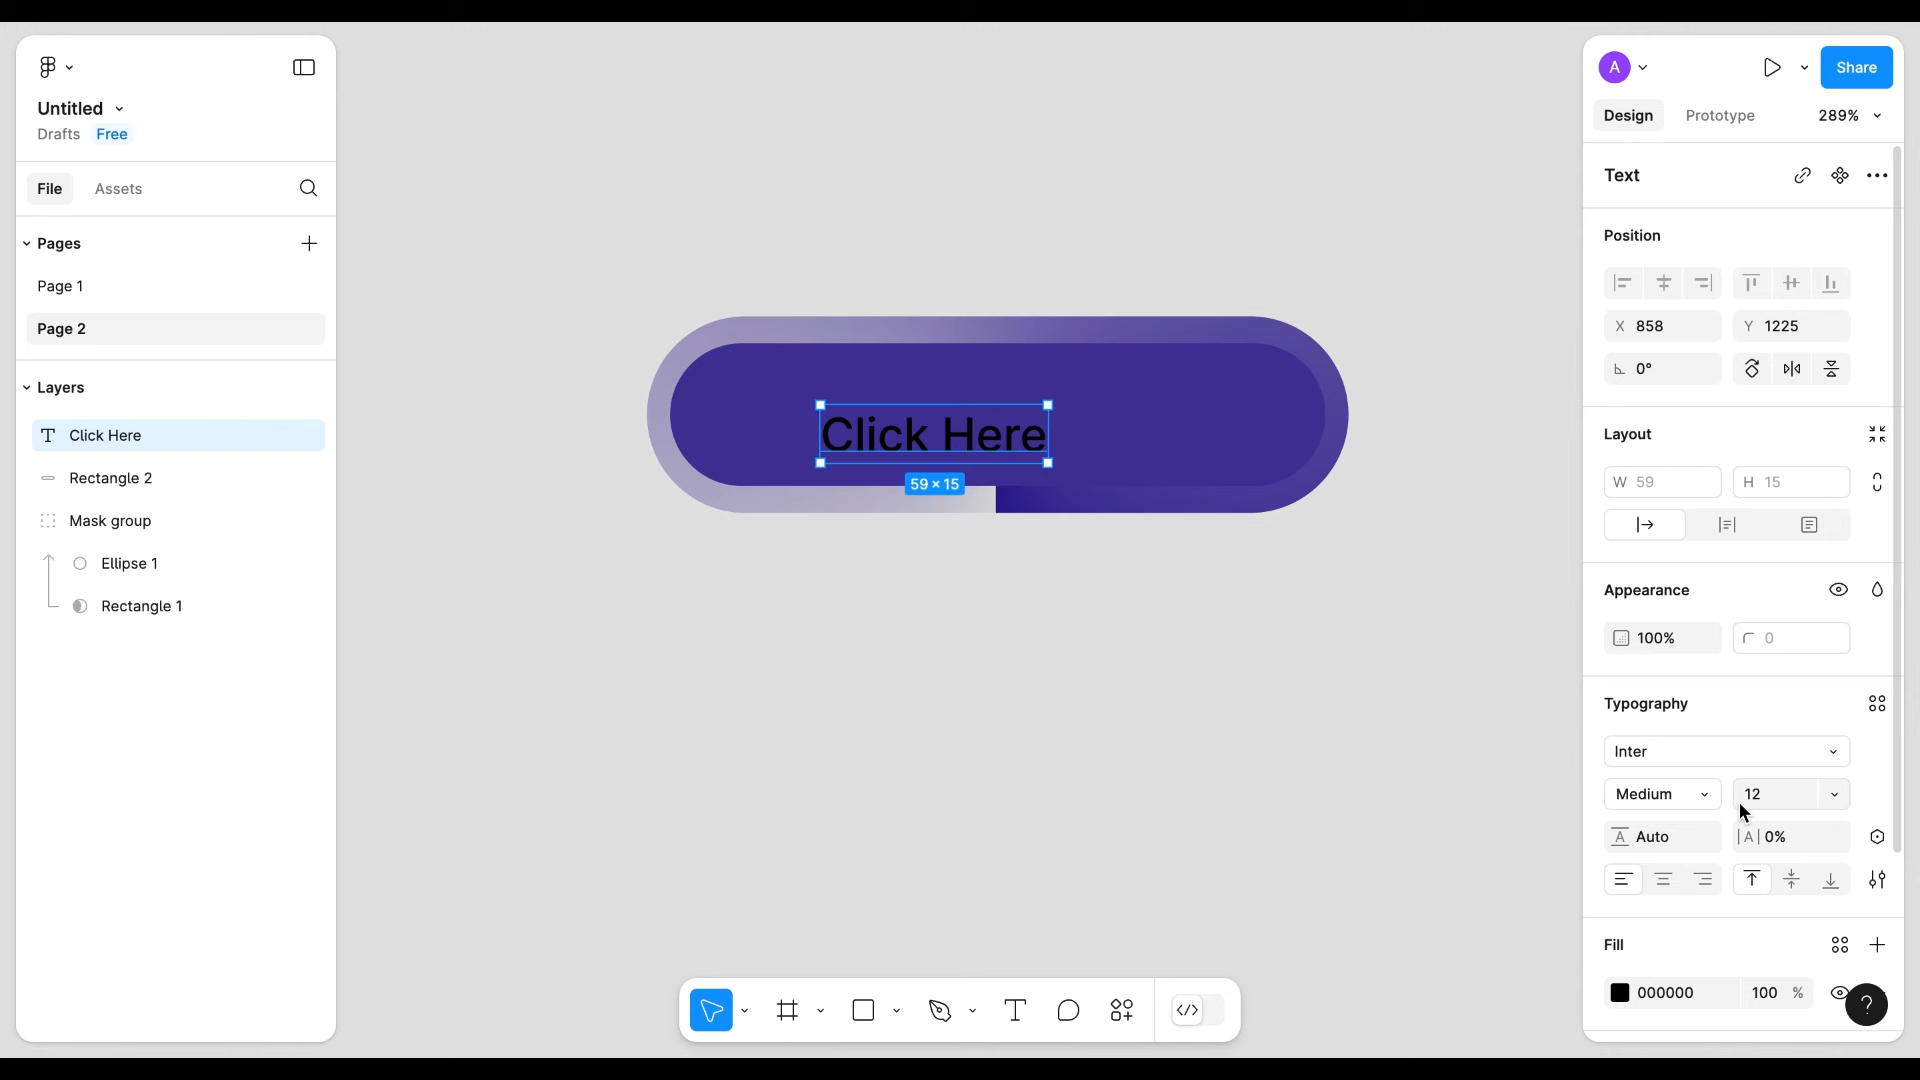 Untitled
Drafts Free
File Assets
Pages
Page 1
Page 2
Layers
Click Here
Rectangle 2
Mask group
Ellipse 1
Rectangle 1
Click Here
59 × 15
A
Share
Design Prototype 289%
Text
Position
X 858 Y 1225
0°
Layout
W 59 H 15
Appearance
100% 0
Typography
Inter
Medium 12
A Auto |A| 0%
Fill
000000 100 %
?